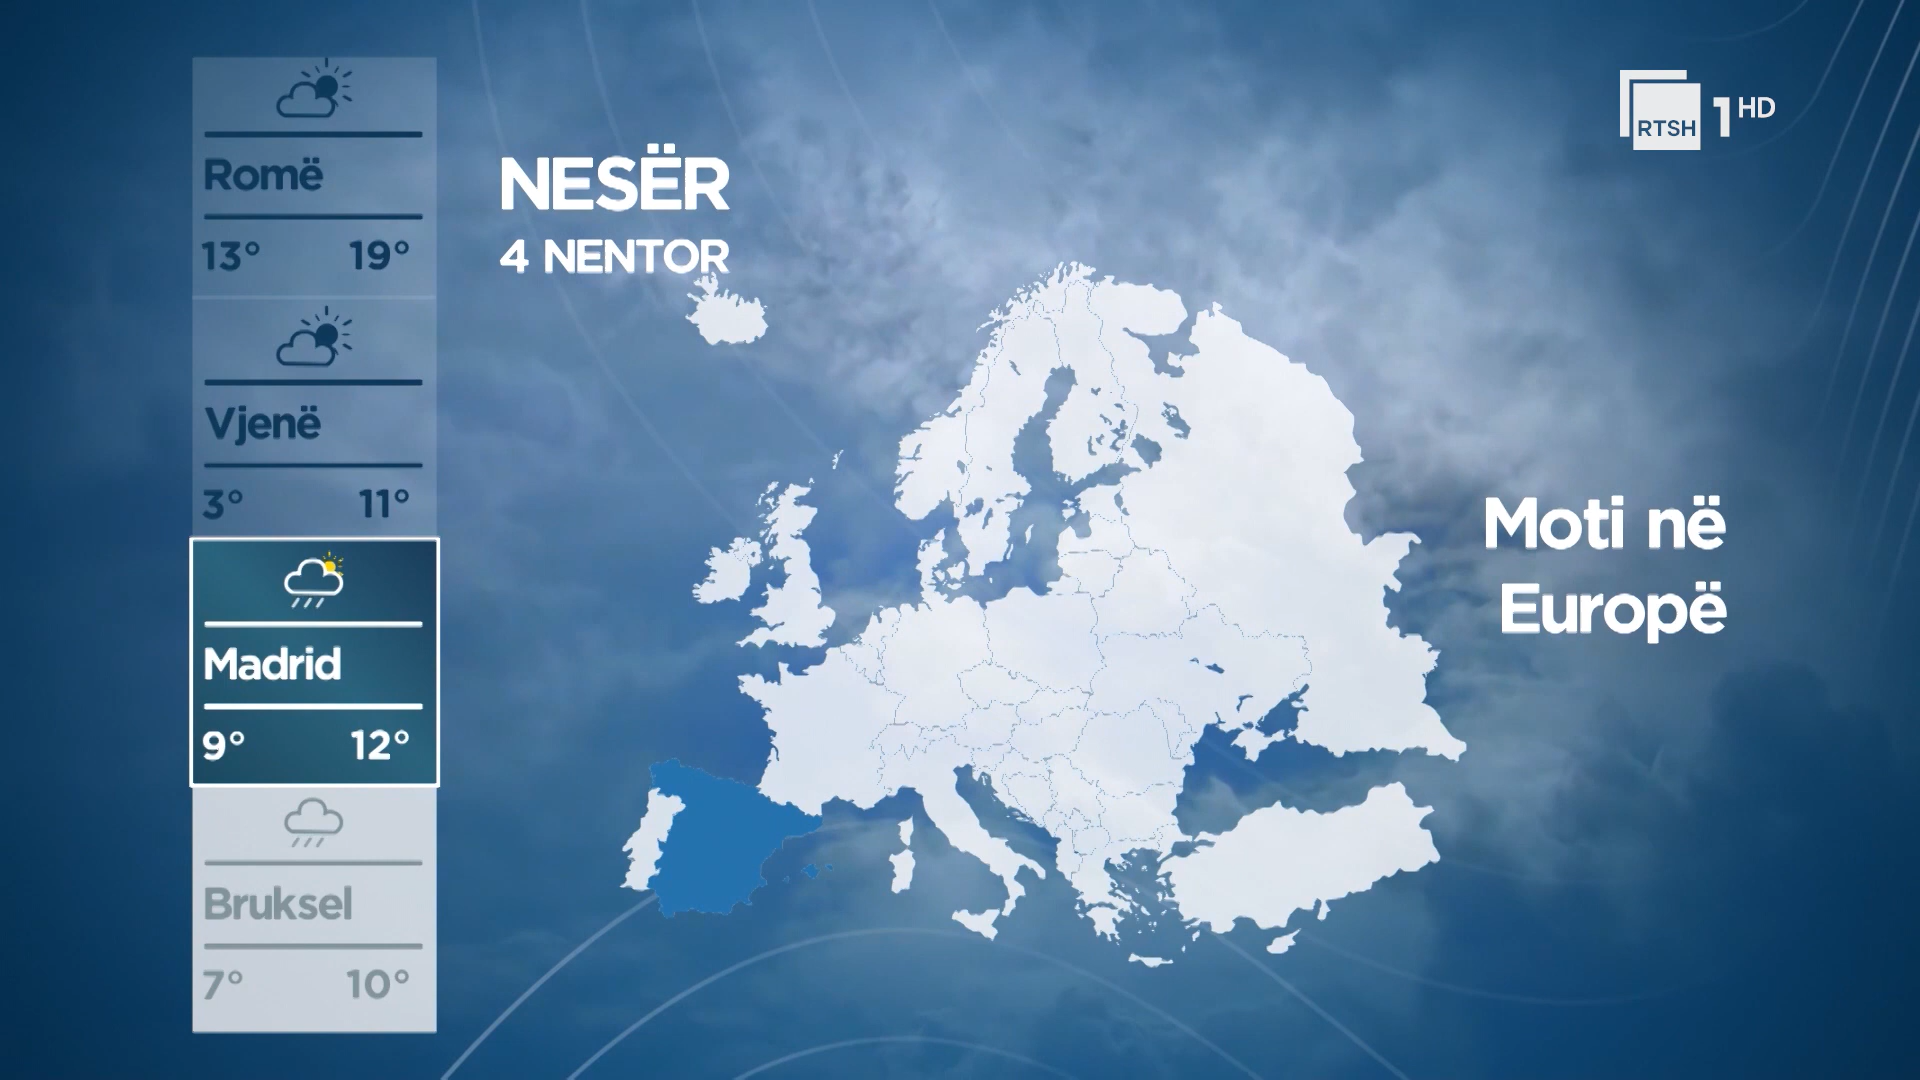 Romë
13° 19°
Vjenë
3° 11°
Madrid
9° 12°
Bruksel
7° 10°
NESËR
4 NENTOR
RTSH 1 HD
Moti në
Europë